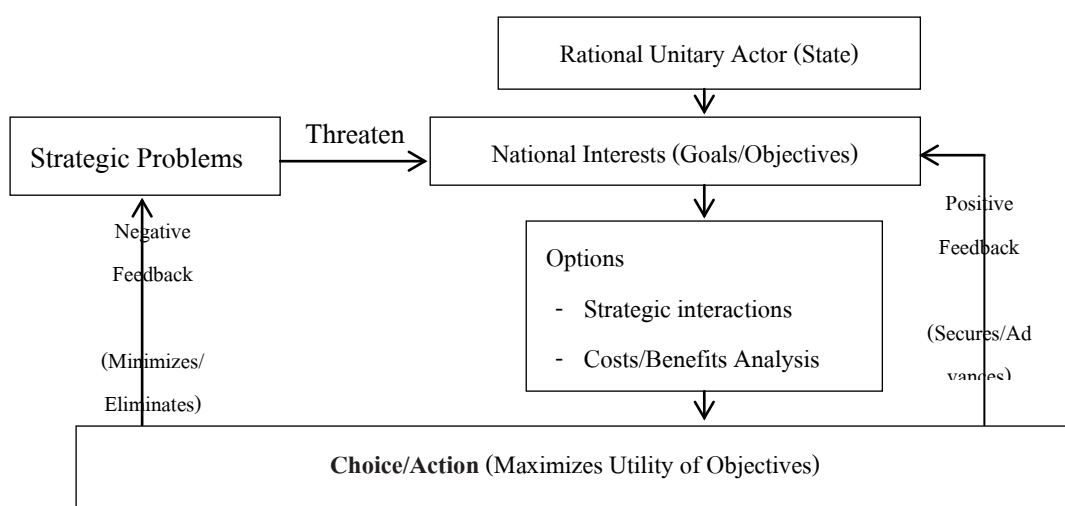 Rational Unitary Actor (State)
Threaten
Strategic Problems
National Interests (Goals/Objectives)
Negative
Feedback
(Minimizes/
Eliminates)
Options
- Strategic interactions
- Costs/Benefits Analysis
Positive
Feedback
(Secures/Ad
vances)
Choice/Action (Maximizes Utility of Objectives)